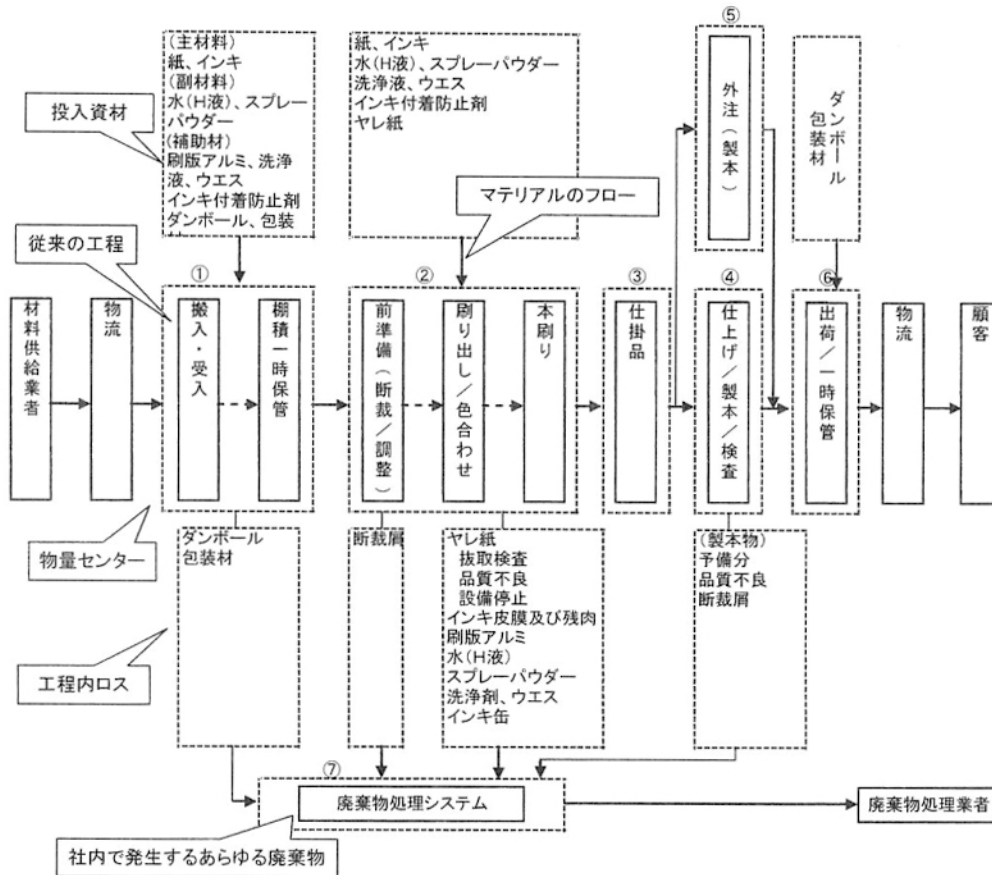 ⑤
(主材料)
紙、インキ
(副材料)
水(H液)、スプレー
パウダー
(補助材)
刷版アルミ、洗浄
液、ウエス
インキ付着防止剤
ダンボール、包装
紙、インキ
水(H液)、スプレーパウダー
洗浄液、ウエス
インキ付着防止剤
ヤレ紙
外注(製本)
ダンボール
包装材
投入資材
マテリアルのフロー
従来の工程
①
②
③
④
⑥
材料供給業者
物流
搬入・受入
棚積一時保管
前準備(断裁/調整)
刷り出し/色合わせ
本刷り
仕掛品
仕上げ/製本/検査
出荷/一時保管
物流
顧客
物量センター
ダンボール
包装材
断裁屑
ヤレ紙
抜取検査
品質不良
設備停止
インキ皮膜及び残肉
刷版アルミ
水(H液)
スプレーパウダー
洗浄剤、ウエス
インキ缶
(製本物)
予備分
品質不良
断裁屑
工程内ロス
⑦
廃棄物処理システム
廃棄物処理業者
社内で発生するあらゆる廃棄物